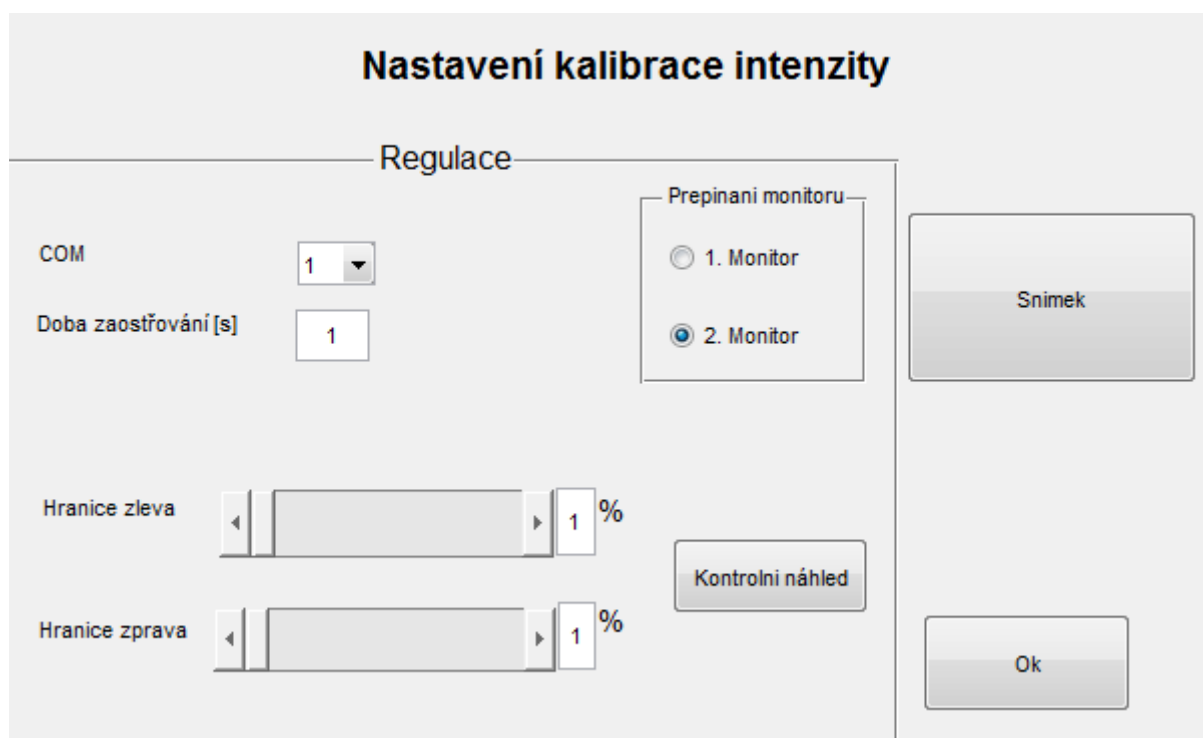 Nastavení kalibrace intenzity
Regulace
Prepinani monitoru
COM
1
1. Monitor
Snimek
Doba zaostřování [s]
1
2. Monitor
Hranice zleva
1 %
Kontrolni náhled
Hranice zprava
1 %
Ok